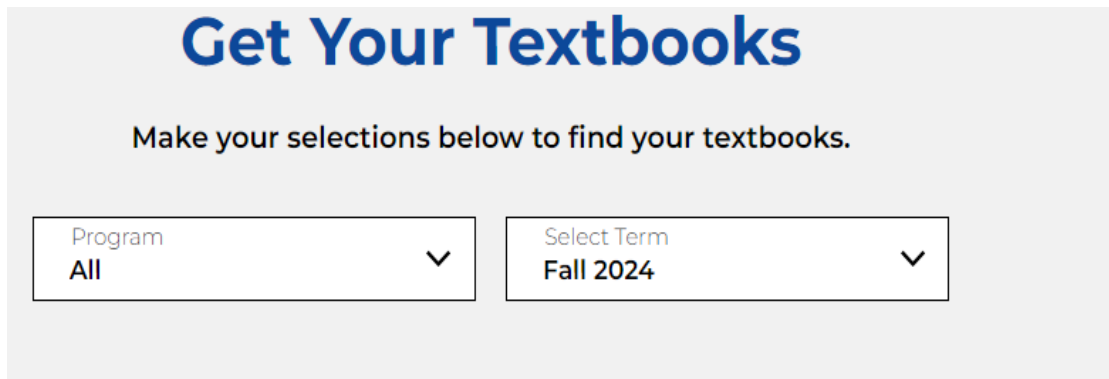 Get Your Textbooks
Make your selections below to find your textbooks.
Program
All
Select Term
Fall 2024